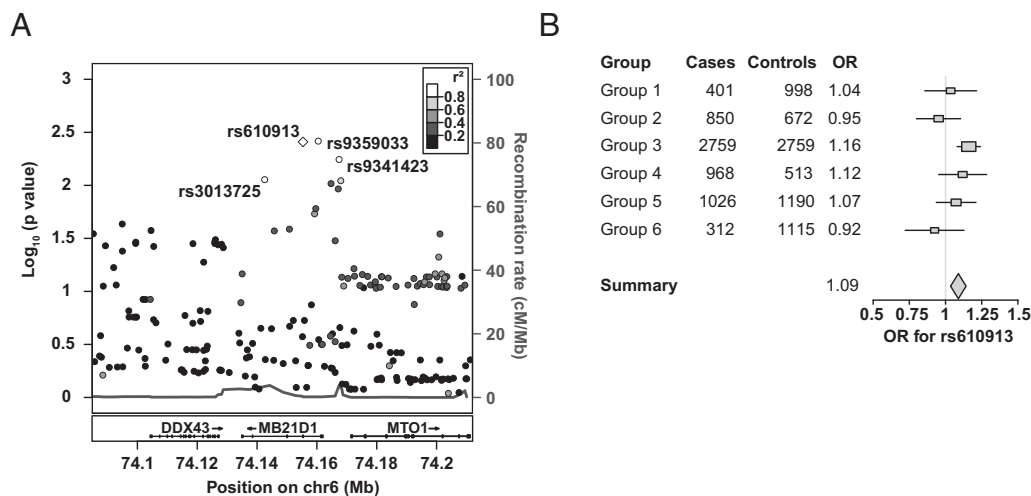 A
Log₁₀ (p value)
3
2.5
2
1.5
1
0.5
0
r²
0.8
0.6
0.4
0.2
rs610913
rs9359033
rs9341423
rs3013725
100
80
60
40
20
0
Recombination rate (cM/Mb)
DDX43
MB21D1
MTO1
74.1 74.12 74.14 74.16 74.18 74.2
Position on chr6 (Mb)
B
Group Cases Controls OR
Group 1 401 998 1.04
Group 2 850 672 0.95
Group 3 2759 2759 1.16
Group 4 968 513 1.12
Group 5 1026 1190 1.07
Group 6 312 1115 0.92
Summary 1.09
0.5 0.75 1 1.25 1.5
OR for rs610913